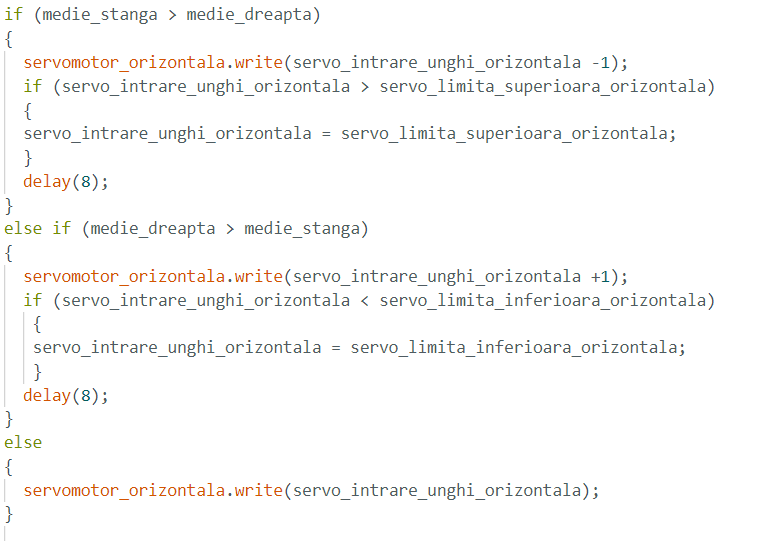 if (medie_stanga > medie_dreapta)
{
servomotor_orizontala.write(servo_intrare_unghi_orizontala -1);
if (servo_intrare_unghi_orizontala > servo_limita_superioara_orizontala)
{
servo_intrare_unghi_orizontala = servo_limita_superioara_orizontala;
}
delay(8);
}
else if (medie_dreapta > medie_stanga)
{
servomotor_orizontala.write(servo_intrare_unghi_orizontala +1);
if (servo_intrare_unghi_orizontala < servo_limita_inferioara_orizontala)
{
servo_intrare_unghi_orizontala = servo_limita_inferioara_orizontala;
}
delay(8);
}
else
{
servomotor_orizontala.write(servo_intrare_unghi_orizontala);
}